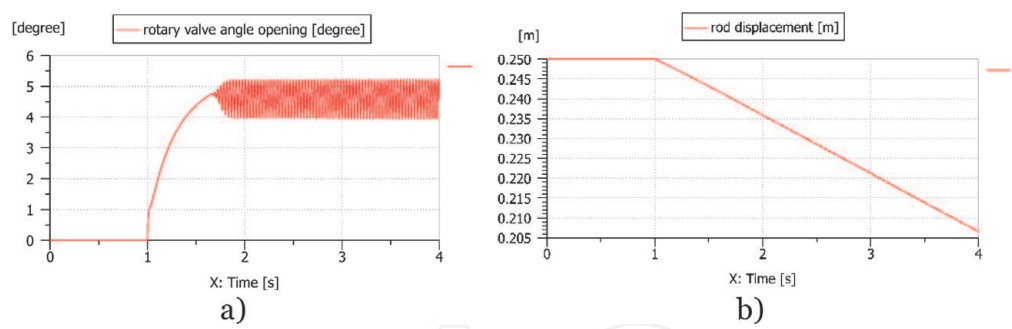 [degree]
rotary valve angle opening [degree]
6
5
4
3
2
1
0
0 1 2 3 4
X: Time [s]
a)
[m]
rod displacement [m]
0.250
0.245
0.240
0.235
0.230
0.225
0.220
0.215
0.210
0.205
0 1 2 3 4
X: Time [s]
b)